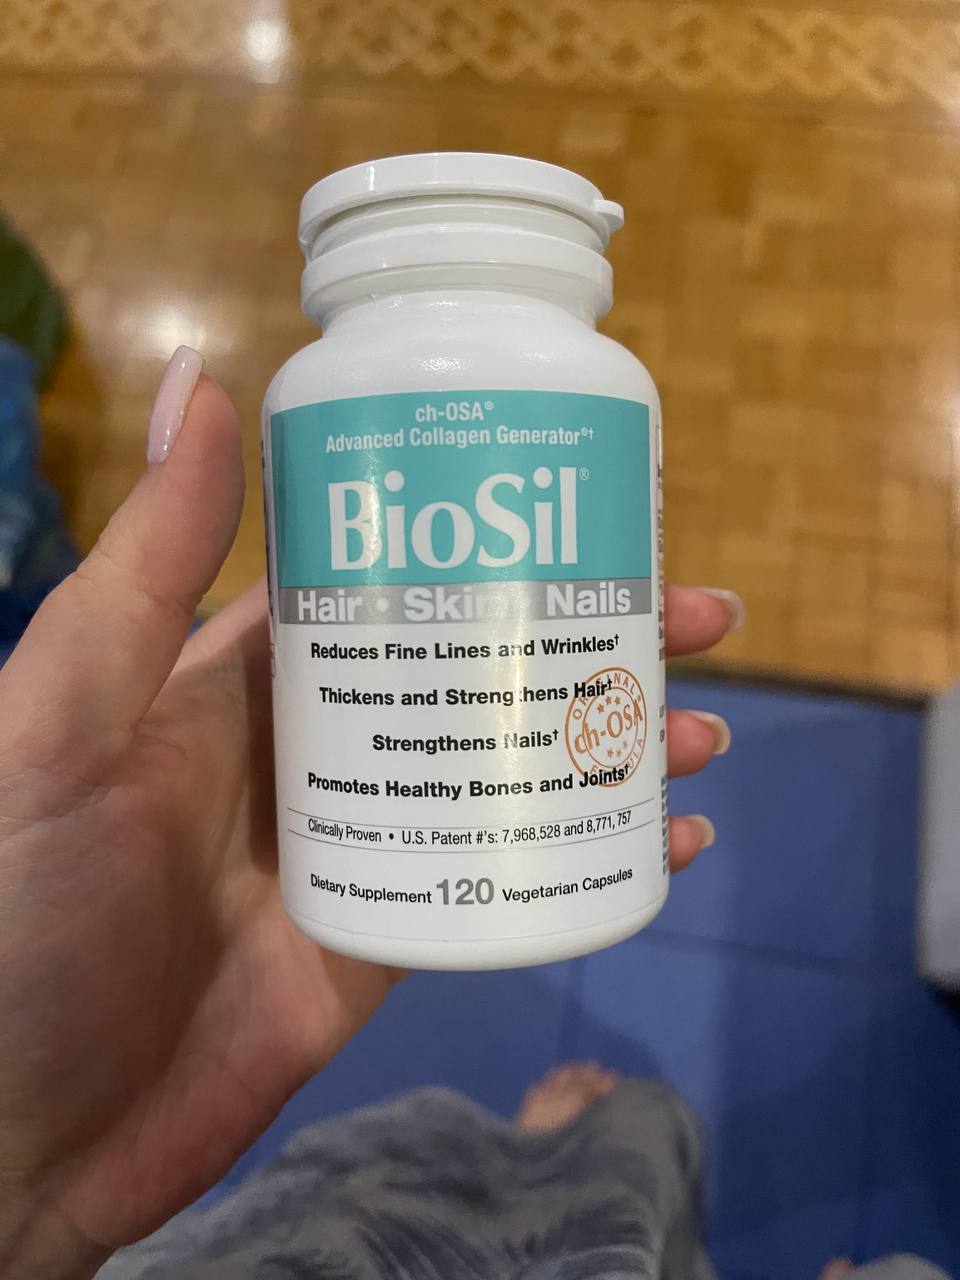 ch-OSA®
Advanced Collagen Generator®†
BioSil®
Hair • Skin • Nails
Reduces Fine Lines and Wrinkles†
Thickens and Strengthens Hair†
Strengthens Nails†
Promotes Healthy Bones and Joints†
ORIGINAL
ch-OSA
FORMULA
Clinically Proven • U.S. Patent #'s: 7,968,528 and 8,771,757
Dietary Supplement 120 Vegetarian Capsules